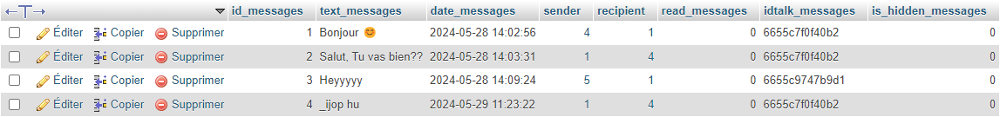 id_messages text_messages date_messages sender recipient read_messages idtalk_messages is_hidden_messages
Éditer Copier Supprimer 1 Bonjour 😊 2024-05-28 14:02:56 4 1 0 6655c7f0f40b2 0
Éditer Copier Supprimer 2 Salut, Tu vas bien?? 2024-05-28 14:03:31 1 4 0 6655c7f0f40b2 0
Éditer Copier Supprimer 3 Heyyyyy 2024-05-28 14:09:24 5 1 0 6655c9747b9d1 0
Éditer Copier Supprimer 4 _ijop hu 2024-05-29 11:23:22 1 4 0 6655c7f0f40b2 0